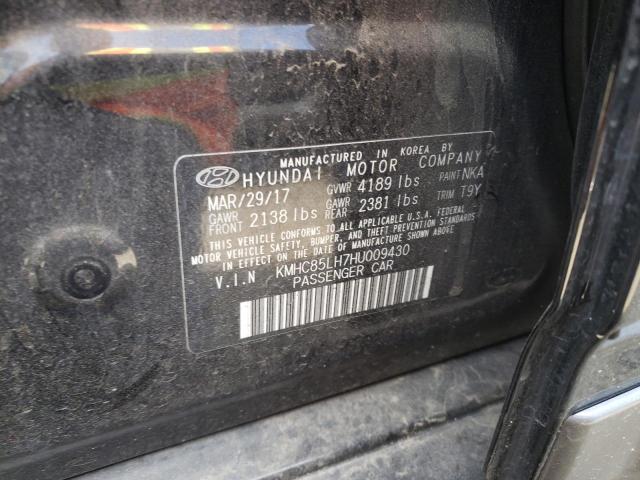 MANUFACTURED IN KOREA BY
HYUNDAI MOTOR COMPANY
MAR/29/17 GVWR 4189 lbs PAINT NKA
GAWR FRONT 2138 lbs GAWR REAR 2381 lbs TRIM T9Y
THIS VEHICLE CONFORMS TO ALL APPLICABLE U.S.A. FEDERAL
MOTOR VEHICLE SAFETY, BUMPER, AND THEFT PREVENTION STANDARDS
IN EFFECT ON THE DATE OF MANUFACTURE SHOWN ABOVE.
V.I.N KMHC85LH7HU009430
PASSENGER CAR